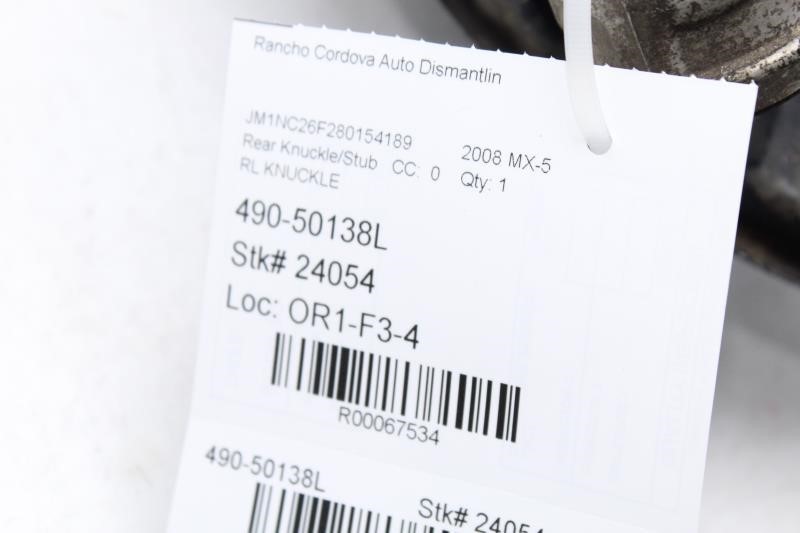 Rancho Cordova Auto Dismantlin
JM1NC26F280154189 2008 MX-5
Rear Knuckle/Stub CC: 0 Qty: 1
RL KNUCKLE
490-50138L
Stk# 24054
Loc: OR1-F3-4
R00067534
490-50138L Stk# 24054